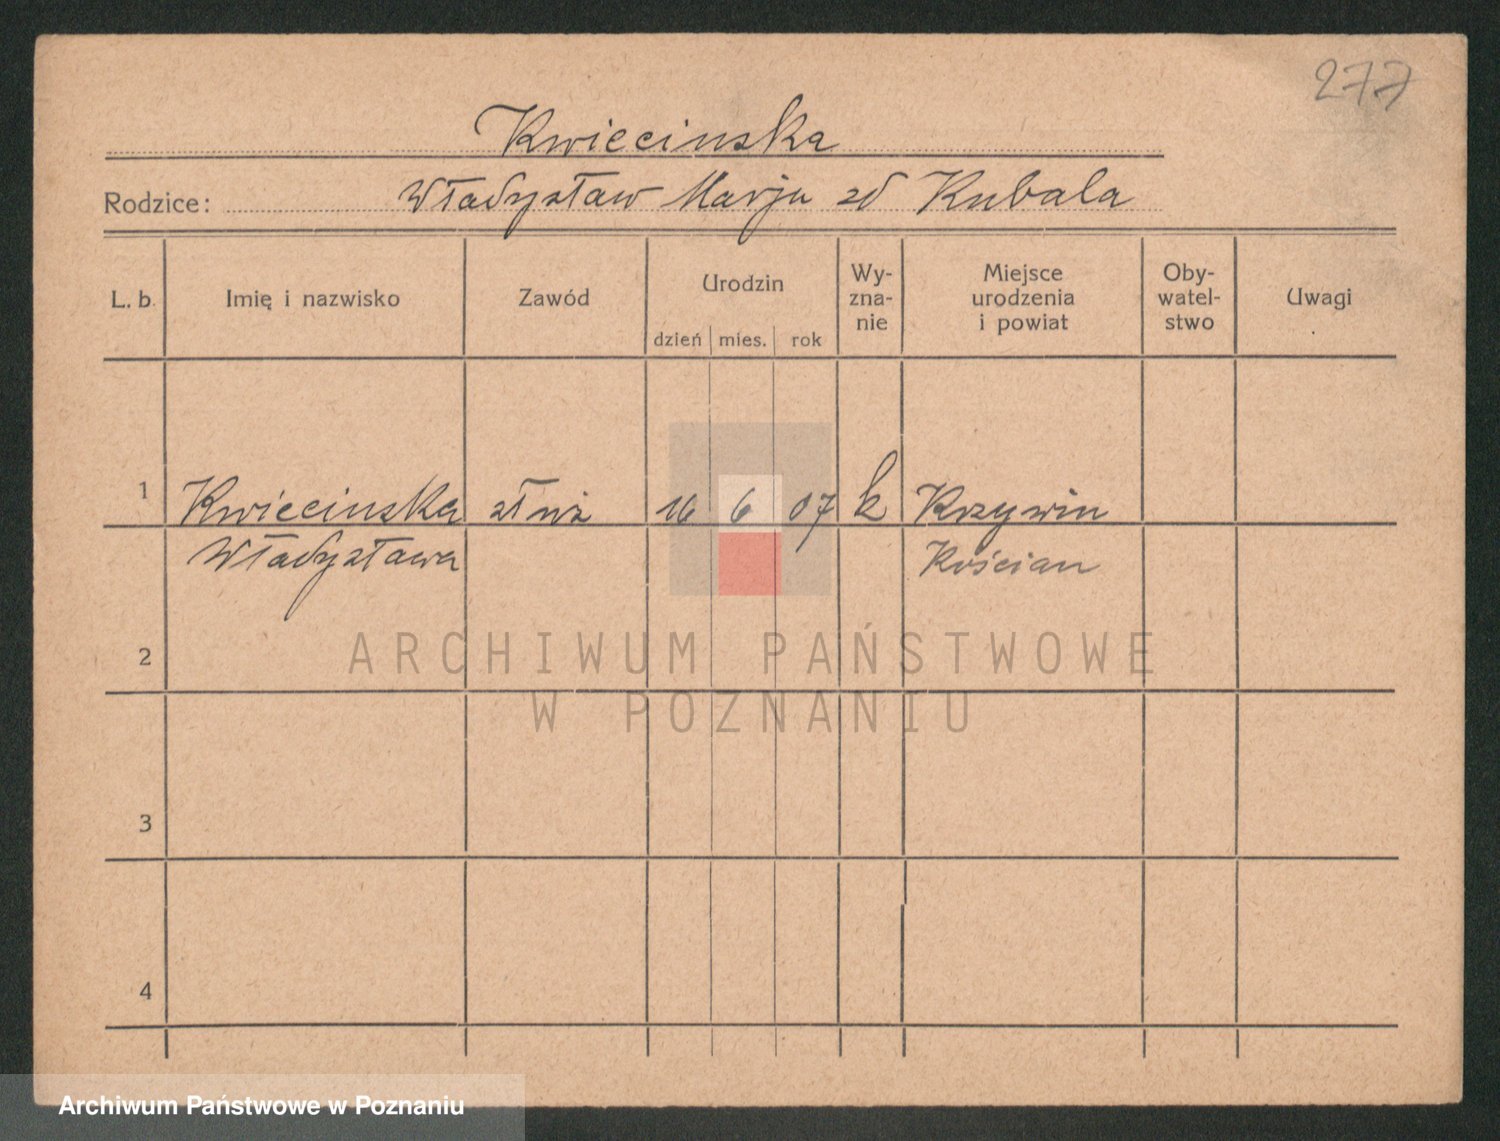 277
Kwiecinska
Rodzice: Władysław Marja zd Kubala
L. b. Imię i nazwisko Zawód Urodzin Wy-zna-nie Miejsce urodzenia i powiat Oby-watel-stwo Uwagi
dzień mies. rok
1 Kwiecinska 16 6 07 k Krzywin
Władysława Kościan
2
ARCHIWUM PAŃSTWOWE
W POZNANIU
3
4
Archiwum Państwowe w Poznaniu